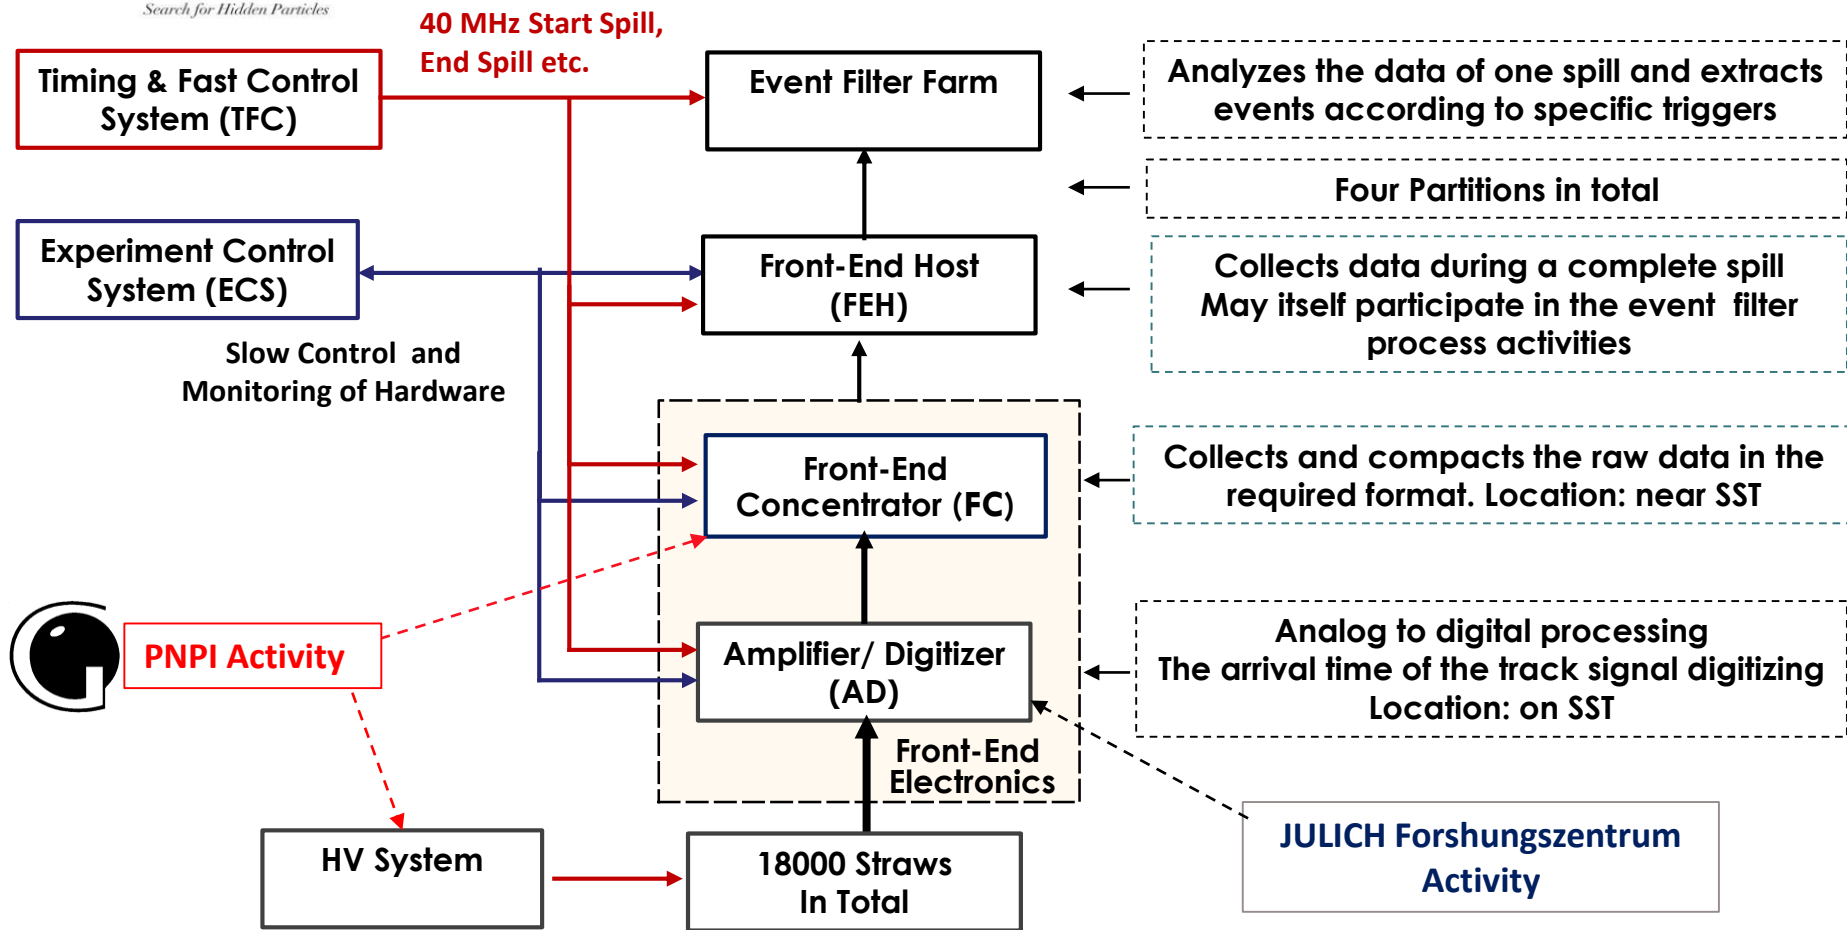 Search for Hidden Particles
40 MHz Start Spill,
End Spill etc.
Timing & Fast Control
System (TFC)
Event Filter Farm
Analyzes the data of one spill and extracts
events according to specific triggers
Four Partitions in total
Experiment Control
System (ECS)
Front-End Host
(FEH)
Collects data during a complete spill
May itself participate in the event filter
process activities
Slow Control and
Monitoring of Hardware
Front-End
Concentrator (FC)
Collects and compacts the raw data in the
required format. Location: near SST
PNPI Activity
Amplifier/ Digitizer
(AD)
Analog to digital processing
The arrival time of the track signal digitizing
Location: on SST
Front-End
Electronics
HV System
18000 Straws
In Total
JULICH Forshungszentrum
Activity